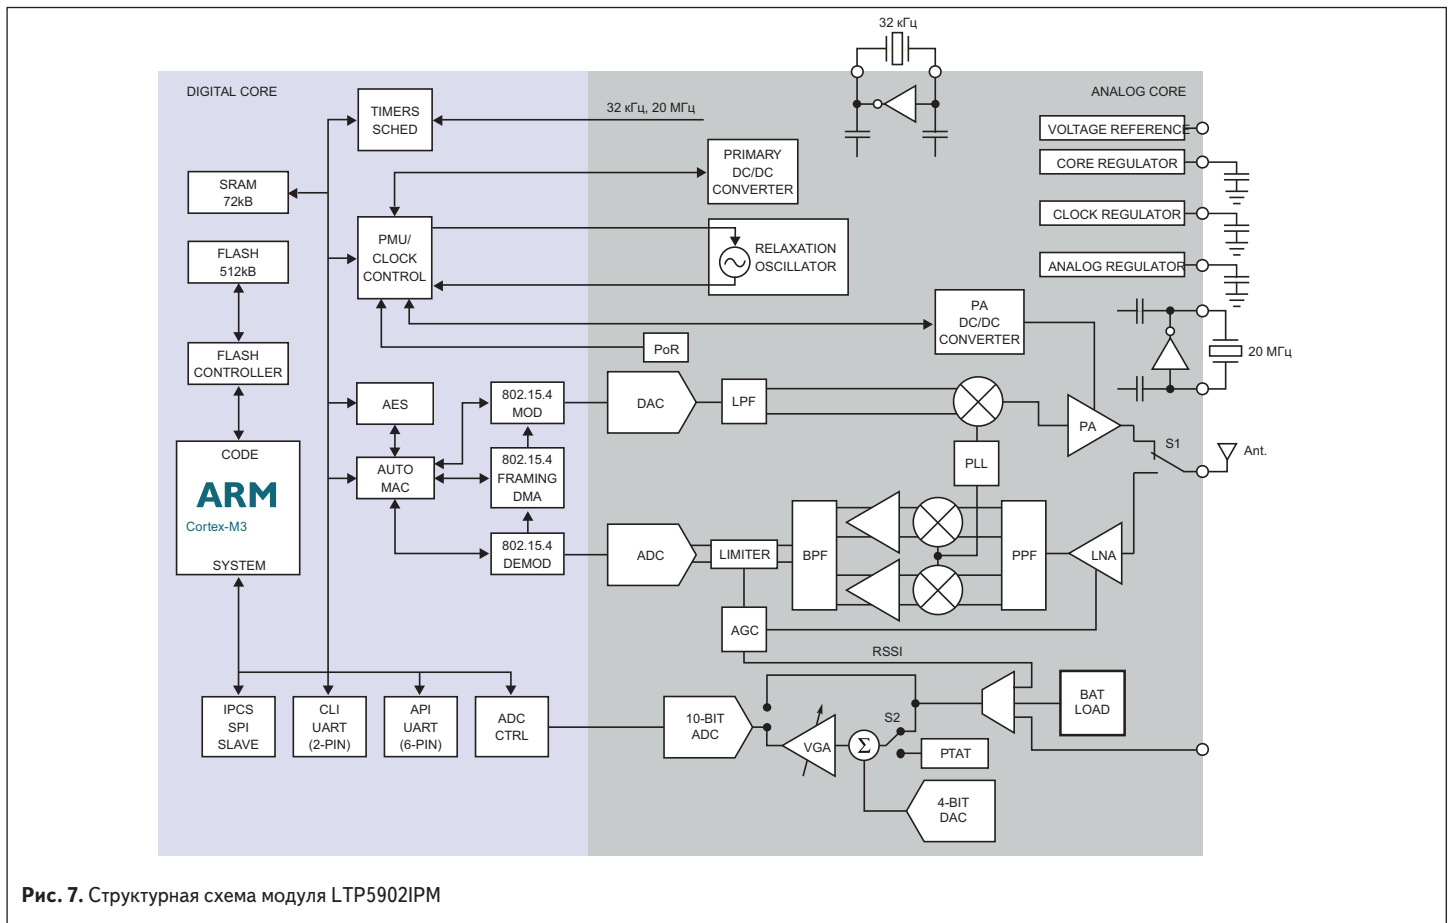 32 кГц
DIGITAL CORE
ANALOG CORE
TIMERS
SCHED
32 кГц, 20 МГц
VOLTAGE REFERENCE
PRIMARY
DC/DC
CONVERTER
CORE REGULATOR
SRAM
72kB
CLOCK REGULATOR
PMU/
CLOCK
CONTROL
RELAXATION
OSCILLATOR
FLASH
512kB
ANALOG REGULATOR
PA
DC/DC
CONVERTER
PoR
20 МГц
FLASH
CONTROLLER
AES
802.15.4
MOD
DAC
LPF
PA
S1
Ant.
CODE
ARM
Cortex-M3
SYSTEM
AUTO
MAC
802.15.4
FRAMING
DMA
PLL
802.15.4
DEMOD
ADC
LIMITER
BPF
PPF
LNA
AGC
RSSI
IPCS
SPI
SLAVE
CLI
UART
(2-PIN)
API
UART
(6-PIN)
ADC
CTRL
10-BIT
ADC
VGA
Σ
S2
PTAT
BAT
LOAD
4-BIT
DAC
Рис. 7. Структурная схема модуля LTP5902IPM